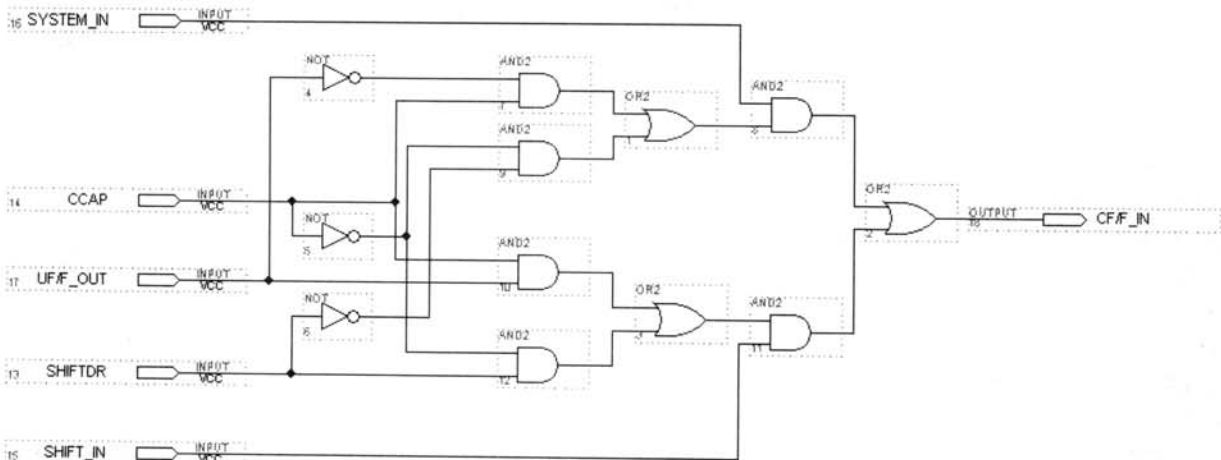 16 SYSTEM_IN INPUT VCC
NOT
4
AND2
7
OR2
1
AND2
8
AND2
9
14 CCAP INPUT VCC
NOT
5
OR2
2
OUTPUT
18
CF/F_IN
AND2
10
17 UF/F_OUT INPUT VCC
NOT
6
OR2
3
AND2
11
AND2
12
13 SHIFTDR INPUT VCC
15 SHIFT_IN INPUT VCC